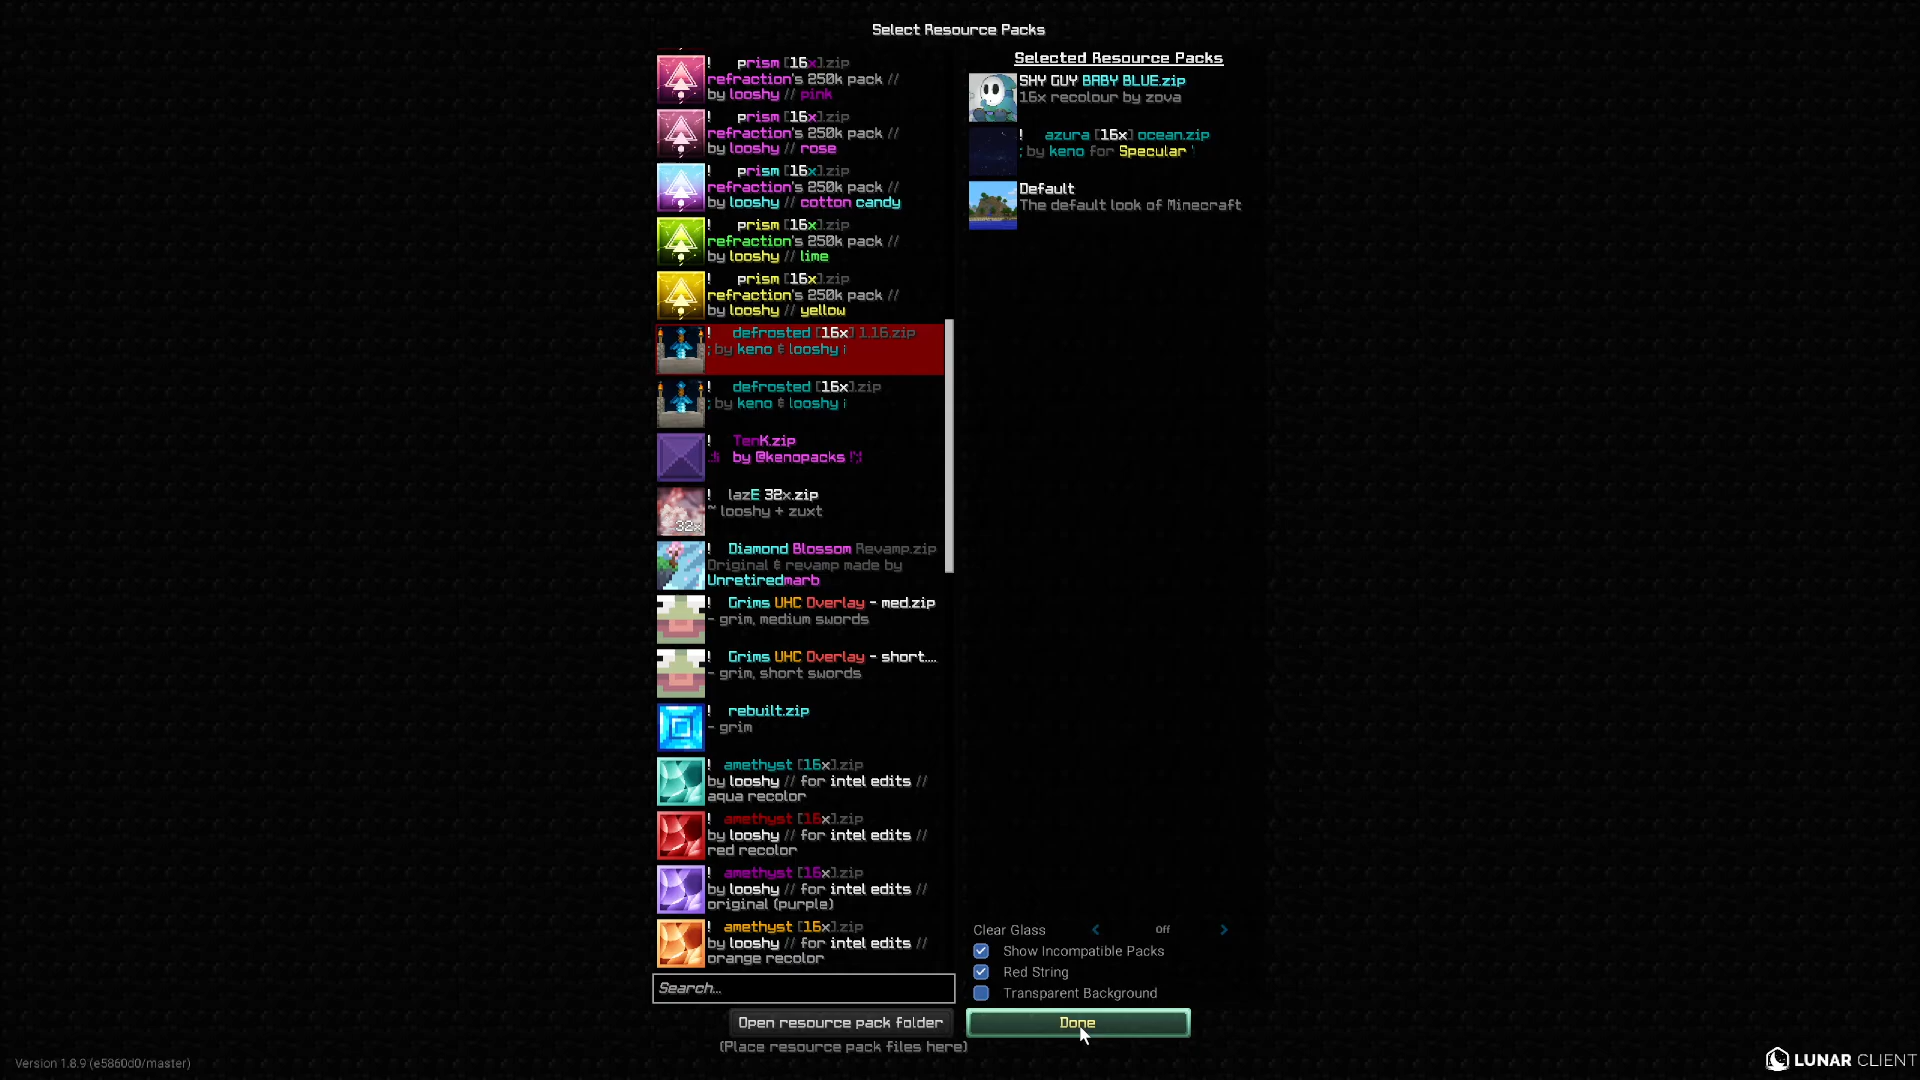 Select Resource Packs
! prism [16x].zip
refraction's 250k pack //
by looshy // pink
! prism [16x].zip
refraction's 250k pack //
by looshy // rose
! prism [16x].zip
refraction's 250k pack //
by looshy // cotton candy
! prism [16x].zip
refraction's 250k pack //
by looshy // lime
! prism [16x].zip
refraction's 250k pack //
by looshy // yellow
! defrosted [16x] 1.16.zip
; by keno & looshy ¡
! defrosted [16x].zip
; by keno & looshy ¡
! TenK.zip
by @kenopacks
! lazE 32x.zip
~ looshy + zuxt
32x
! Diamond Blossom Revamp.zip
Original & revamp made by
Unretiredmarb
! Grims UHC Overlay - med.zip
- grim, medium swords
! Grims UHC Overlay - short....
- grim, short swords
! rebuilt.zip
- grim
! amethyst [16x].zip
by looshy // for intel edits //
aqua recolor
! amethyst [16x].zip
by looshy // for intel edits //
red recolor
! amethyst [16x].zip
by looshy // for intel edits //
original (purple)
! amethyst [16x].zip
by looshy // for intel edits //
orange recolor
Search...
Open resource pack folder
(Place resource pack files here)
Selected Resource Packs
SHY GUY BABY BLUE.zip
16x recolour by zova
! azura [16x] ocean.zip
; by keno for Specular
Default
The default look of Minecraft
Clear Glass < Off >
Show Incompatible Packs
Red String
Transparent Background
Done
Version 1.8.9 (e5860d0/master)
LUNAR CLIENT